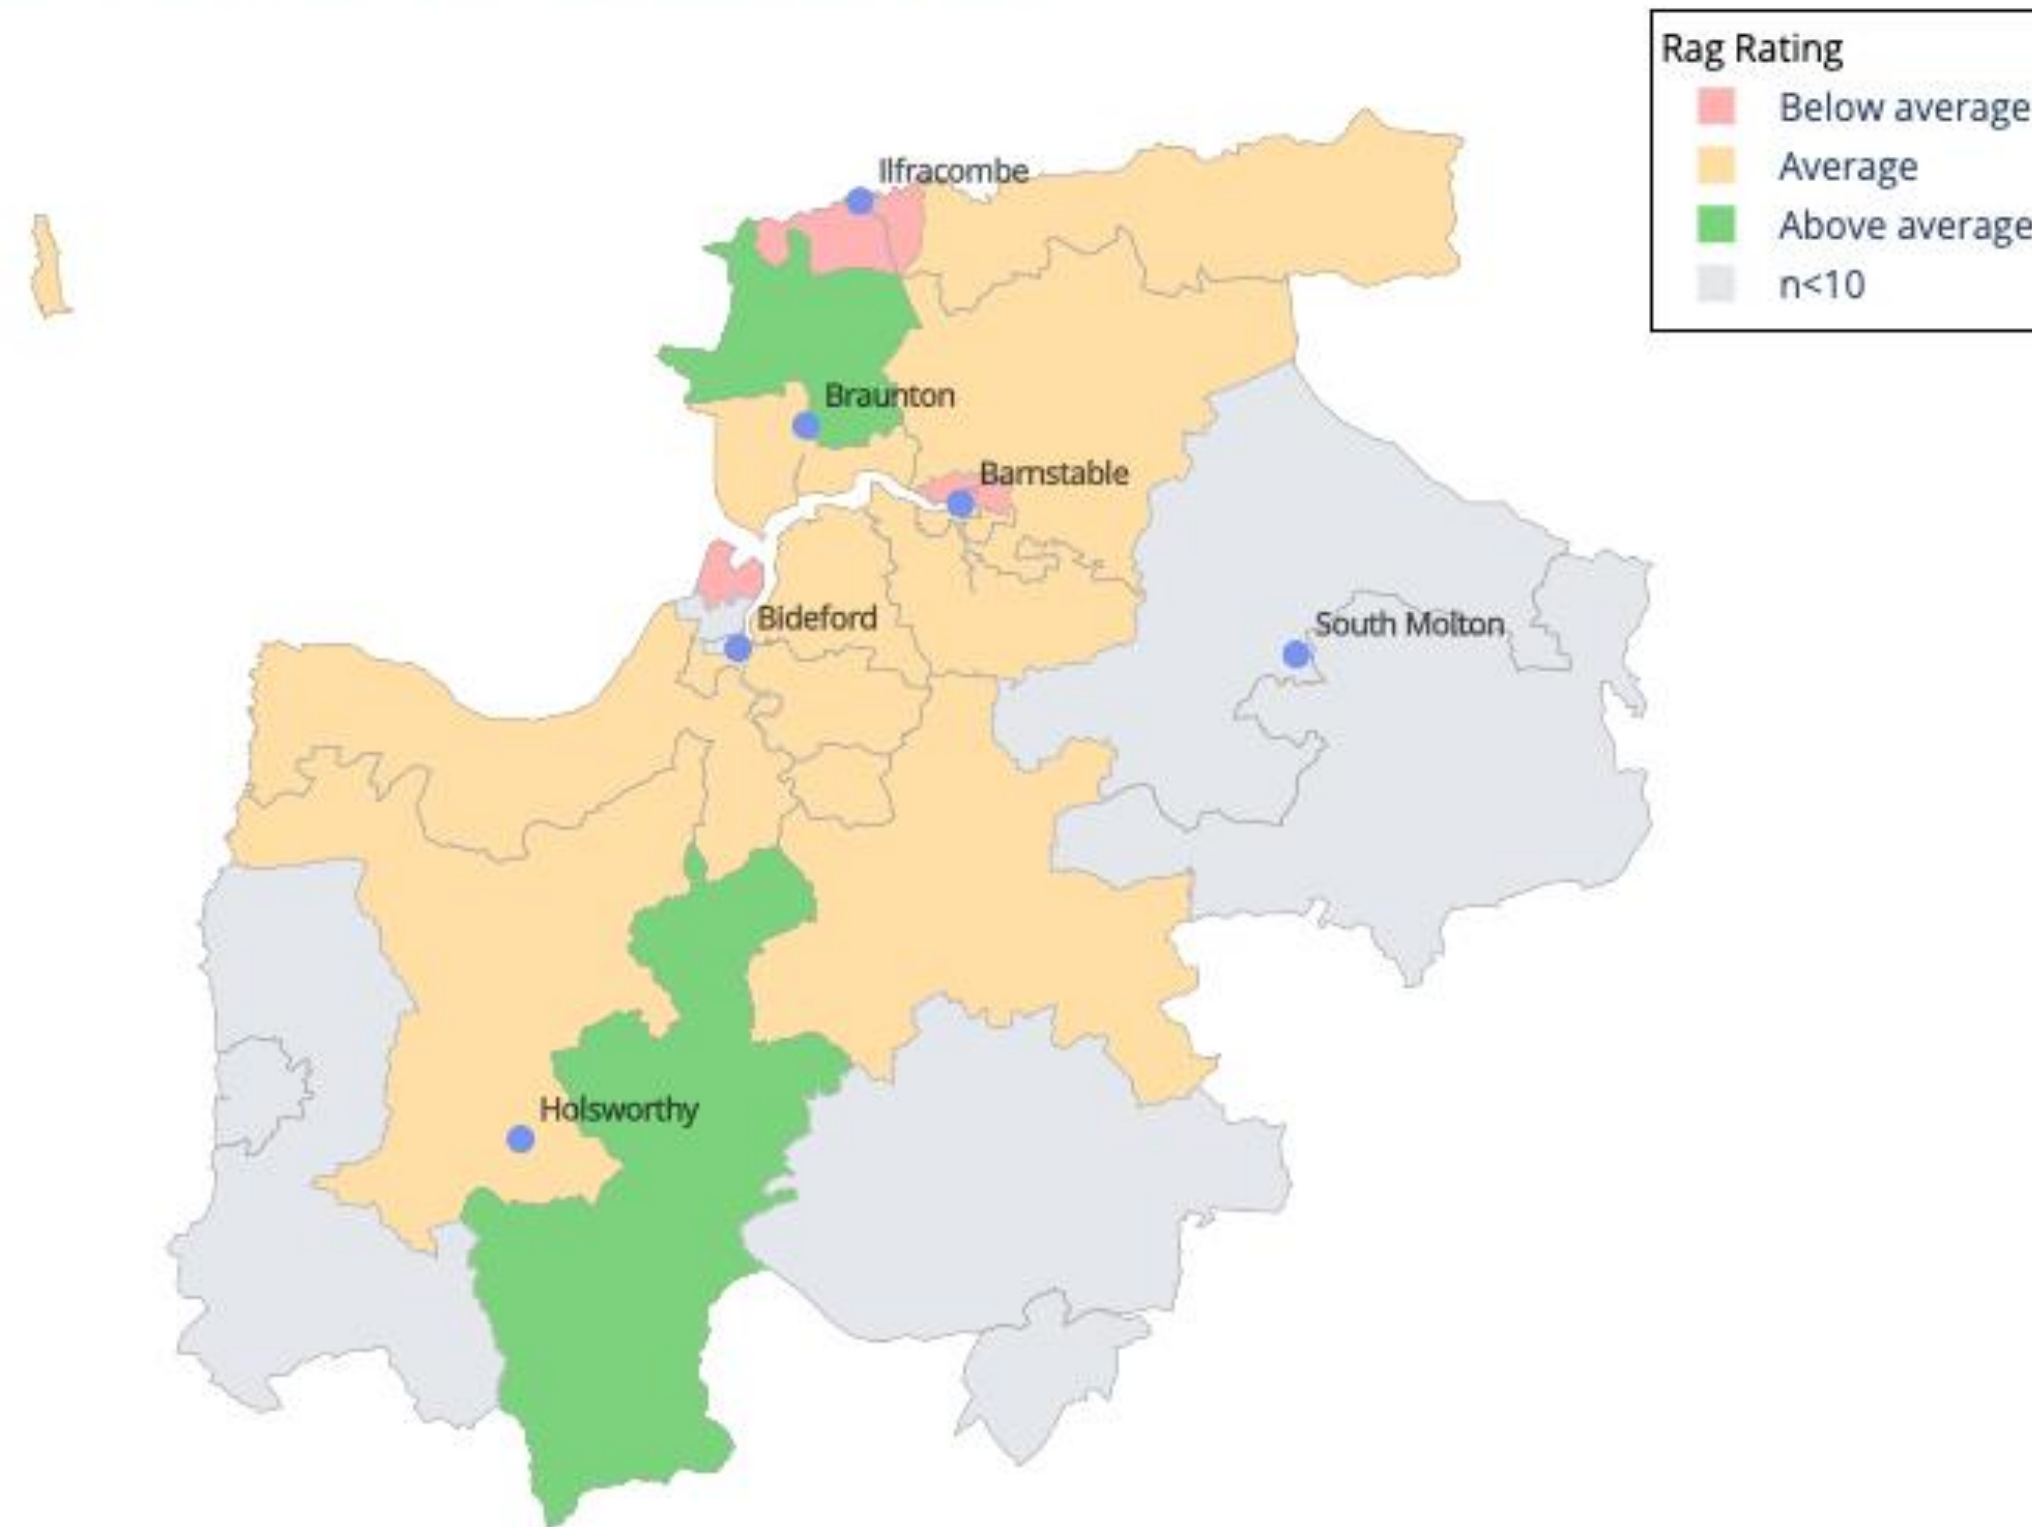 Rag Rating
Below average
Average
Above average
n<10
Ilfracombe
Braunton
Barnstable
Bideford
South Molton
Holsworthy